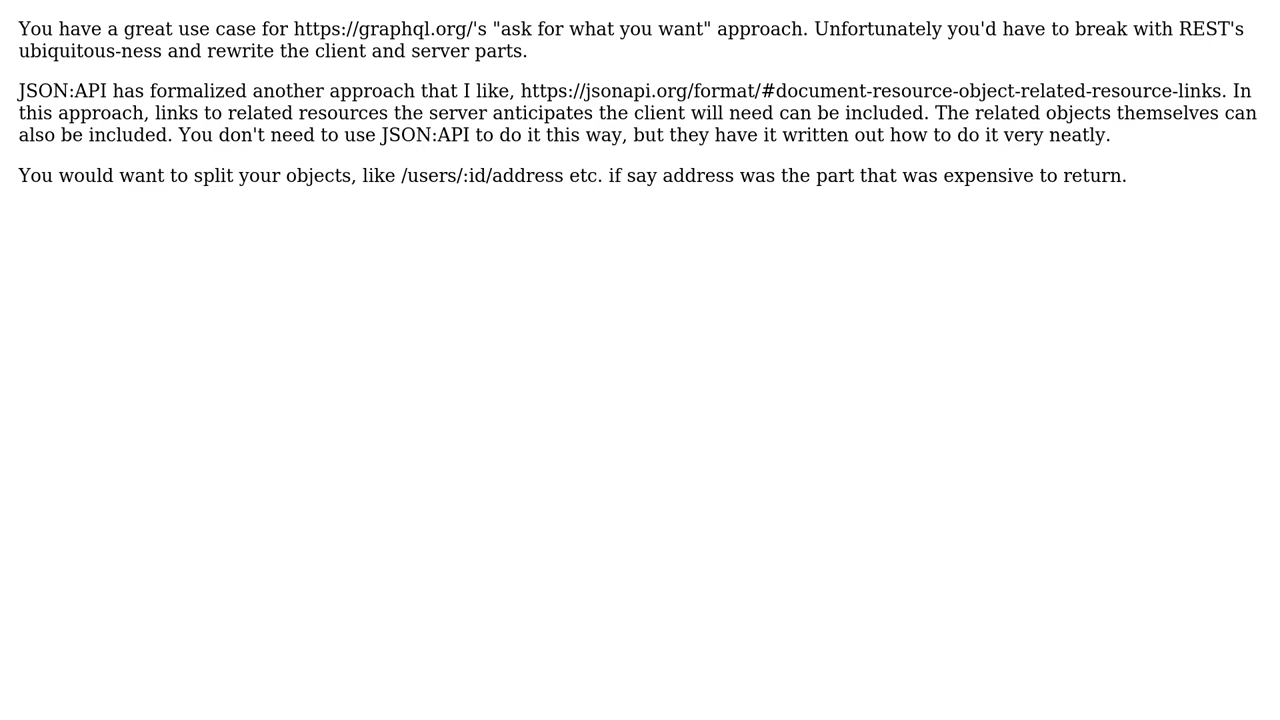 You have a great use case for https://graphql.org/'s "ask for what you want" approach. Unfortunately you'd have to break with REST's
ubiquitous-ness and rewrite the client and server parts.
JSON:API has formalized another approach that I like, https://jsonapi.org/format/#document-resource-object-related-resource-links. In
this approach, links to related resources the server anticipates the client will need can be included. The related objects themselves can
also be included. You don't need to use JSON:API to do it this way, but they have it written out how to do it very neatly.
You would want to split your objects, like /users/:id/address etc. if say address was the part that was expensive to return.